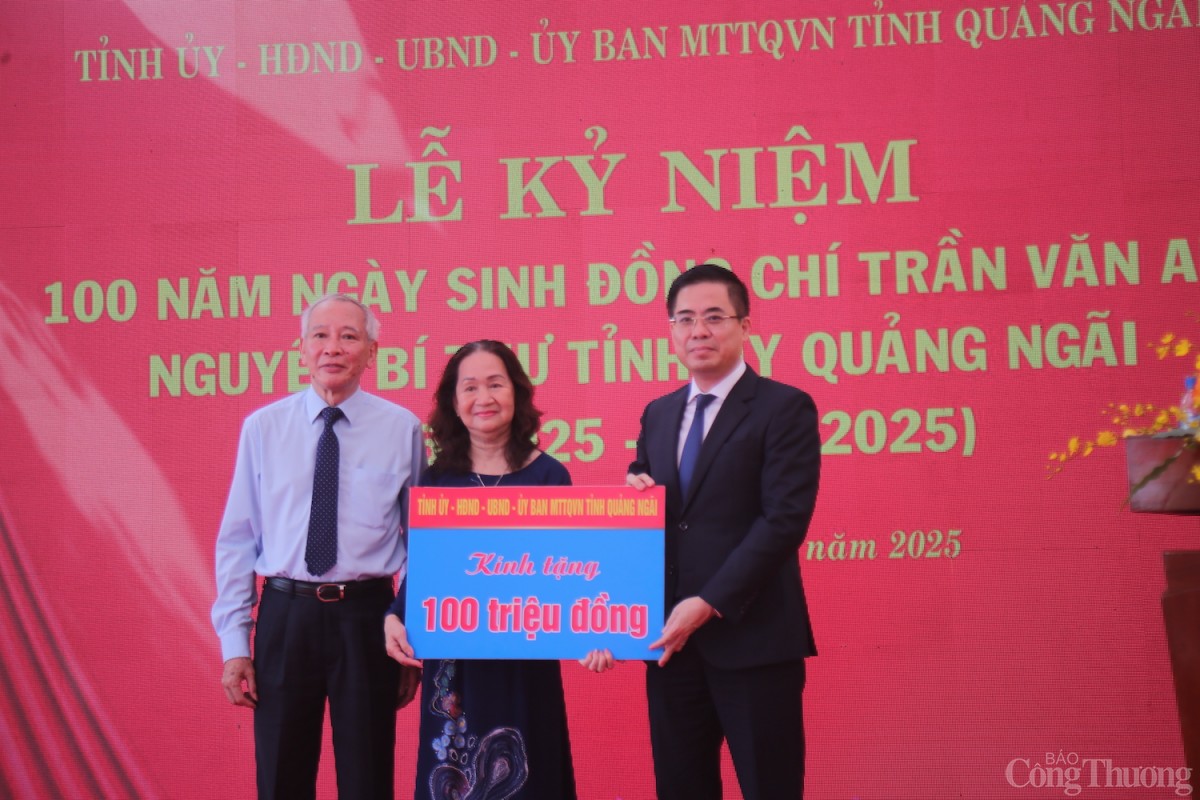 TỈNH ỦY - HĐND - UBND - ỦY BAN MTTQVN TỈNH QUẢNG NGÃI
LỄ KỶ NIỆM
100 NĂM NGÀY SINH ĐỒNG CHÍ TRẦN VĂN A
NGUYÊN BÍ THƯ TỈNH ỦY QUẢNG NGÃI
25 - 2025)
năm 2025
TỈNH ỦY - HĐND - UBND - ỦY BAN MTTQVN TỈNH QUẢNG NGÃI
Kính tặng
100 triệu đồng
BÁO
Công Thương